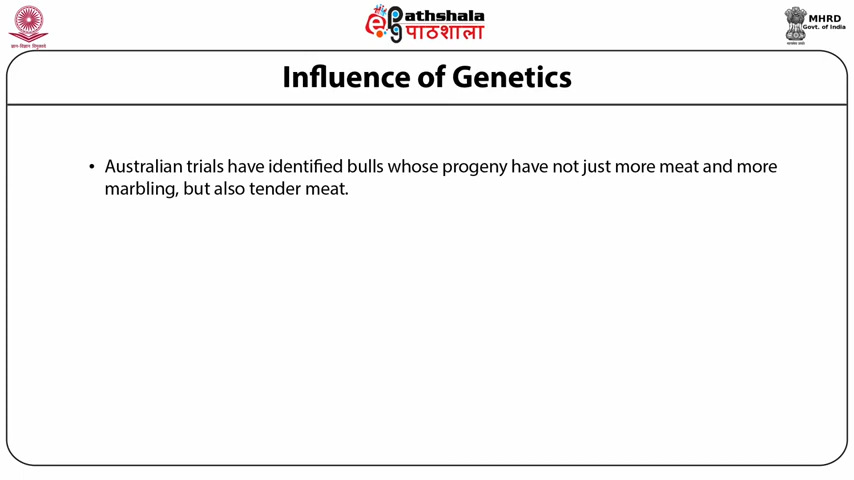 ePathshala
पाठशाला
MHRD
Govt. of India
Influence of Genetics
• Australian trials have identified bulls whose progeny have not just more meat and more
marbling, but also tender meat.